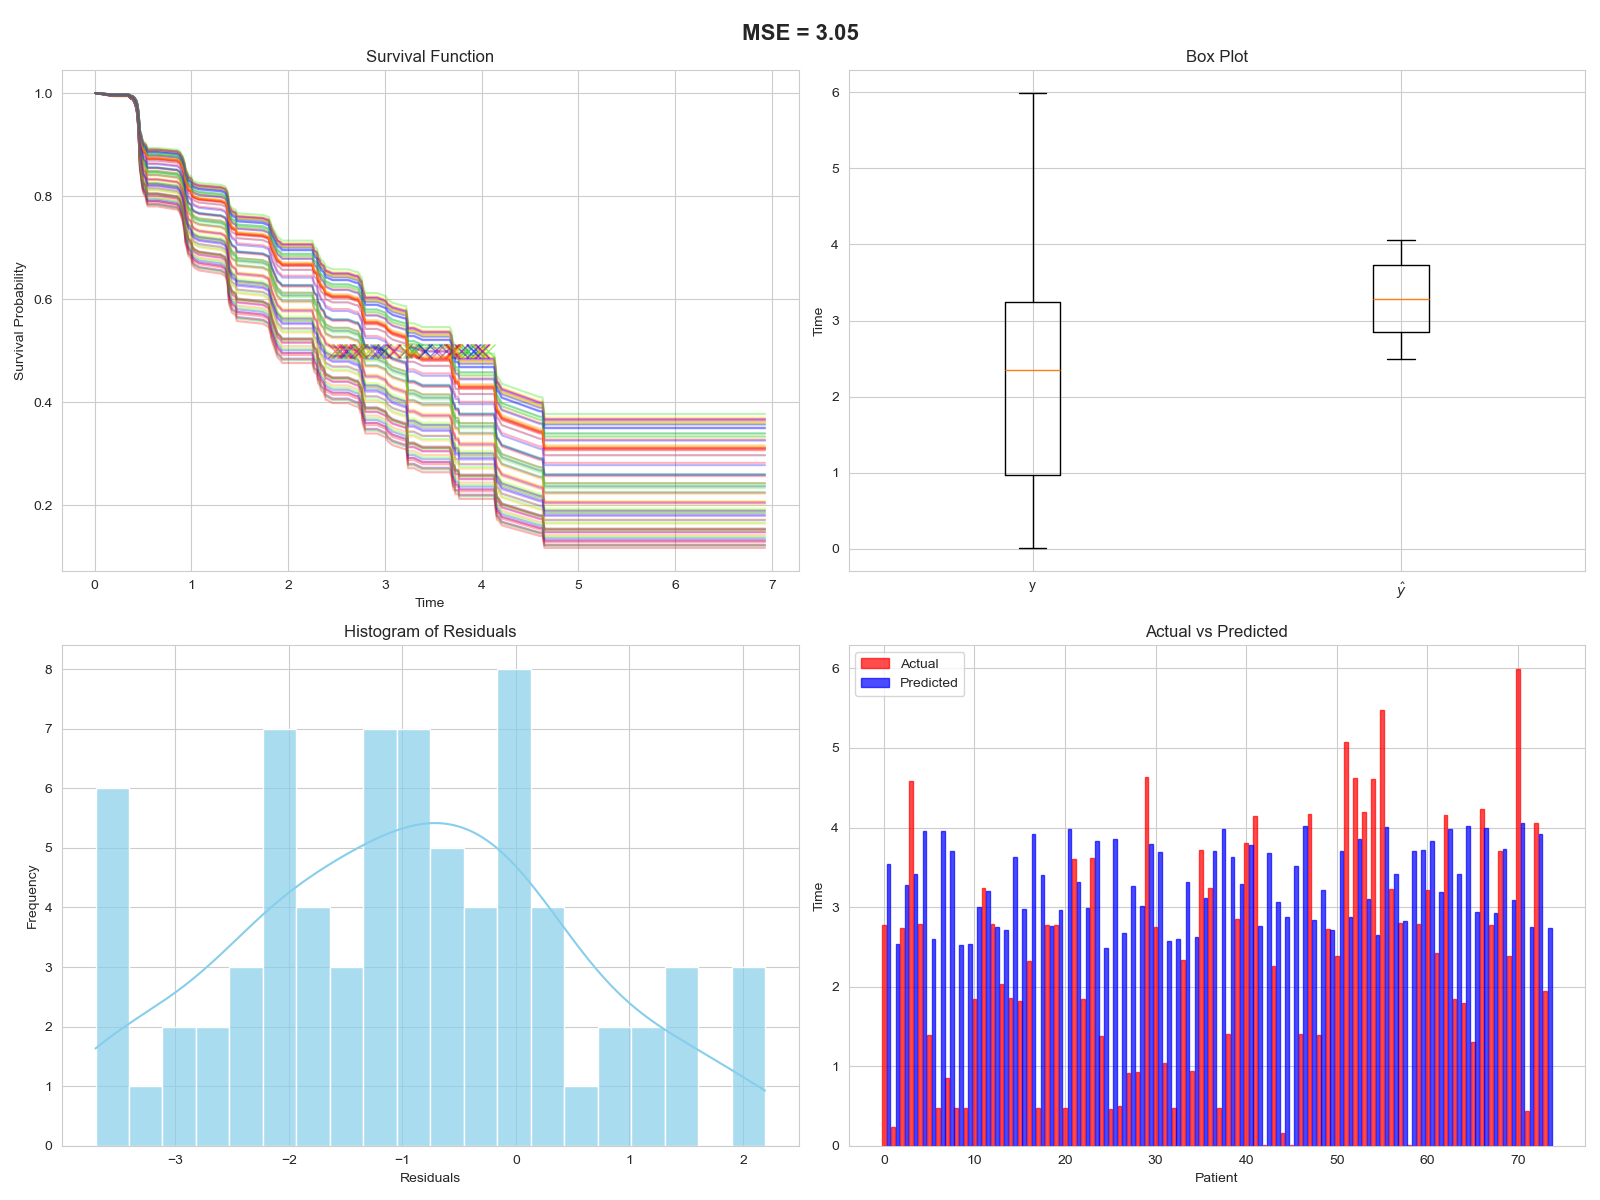 MSE = 3.05
Survival Function
1.0
0.8
0.6
0.4
0.2
Survival Probability
0 1 2 3 4 5 6 7
Time
Box Plot
6
5
4
3
2
1
0
Time
y ŷ
Histogram of Residuals
8
7
6
5
4
3
2
1
0
Frequency
−3 −2 −1 0 1 2
Residuals
Actual vs Predicted
Actual
Predicted
6
5
4
3
2
1
0
Time
0 10 20 30 40 50 60 70
Patient